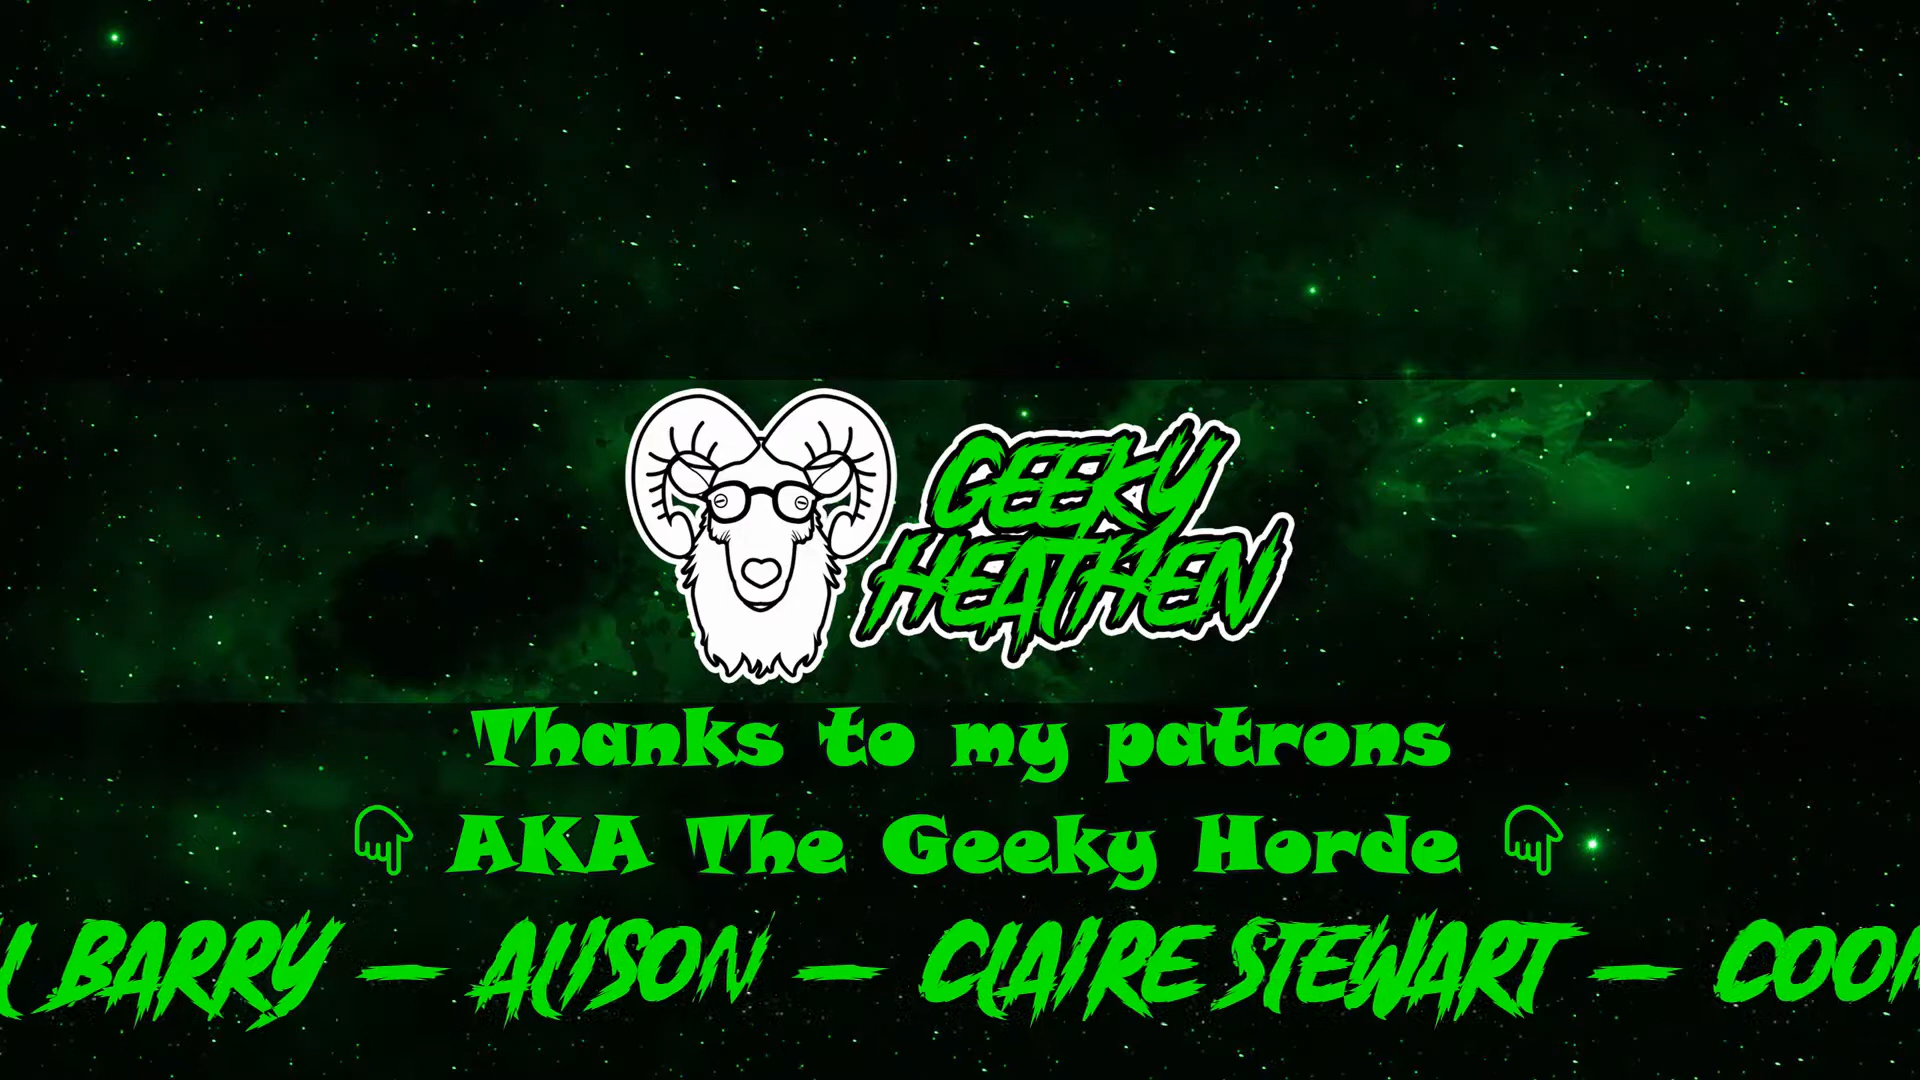 GEEKY
HEATHEN
Thanks to my patrons
AKA The Geeky Horde
BARRY — ALISON — CLAIRE STEWART —